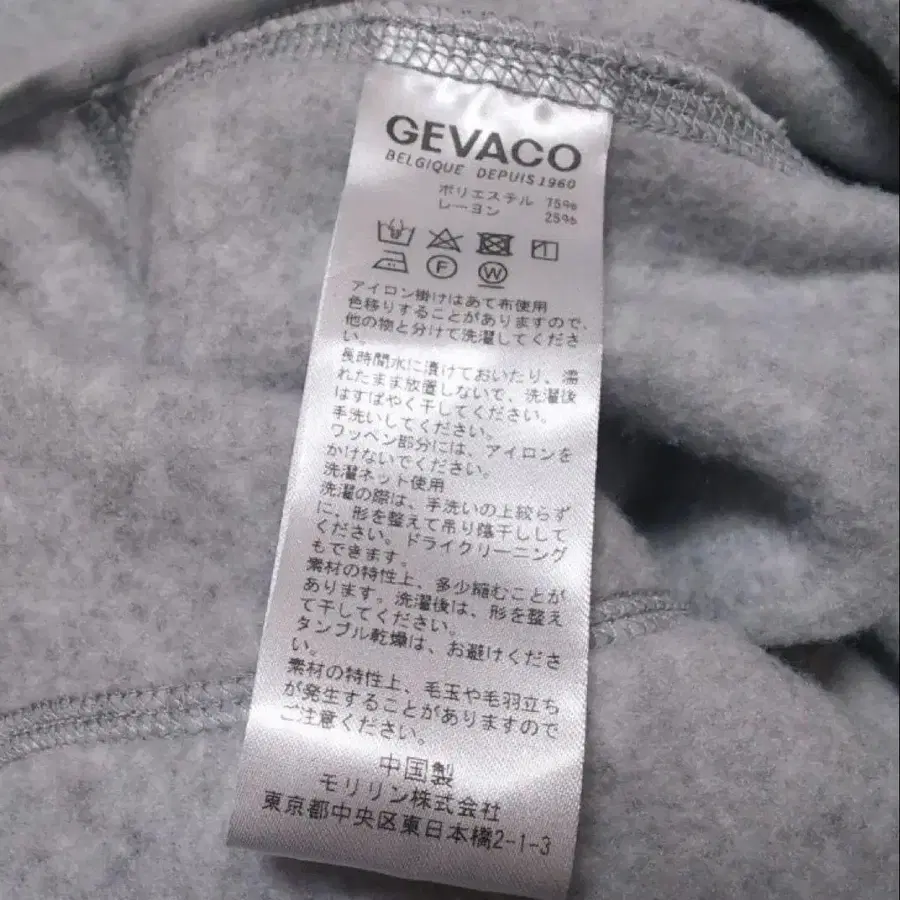 GEVACO
BELGIQUE DEPUIS 1960
ポリエステル 75%
レーヨン 25%
F W
アイロン掛けはあて布使用
色移りすることがありますので、
他の物と分けて洗濯してくださ
い。
長時間水に漬けておいたり、濡
れたまま放置しないで、洗濯後
はすばやく干してください。
手洗いしてください。
ワッペン部分には、アイロンを
かけないでください。
洗濯ネット使用
洗濯の際は、手洗いの上絞らず
に、形を整えて吊り陰干しして
ください。ドライクリーニング
もできます。
素材の特性上、多少縮むことが
あります。洗濯後は、形を整え
て干してください。
タンブル乾燥は、お避けくださ
い。
素材の特性上、毛玉や毛羽立ち
が発生することがありますので
ご注意ください。
中国製
モリリン株式会社
東京都中央区東日本橋2-1-3